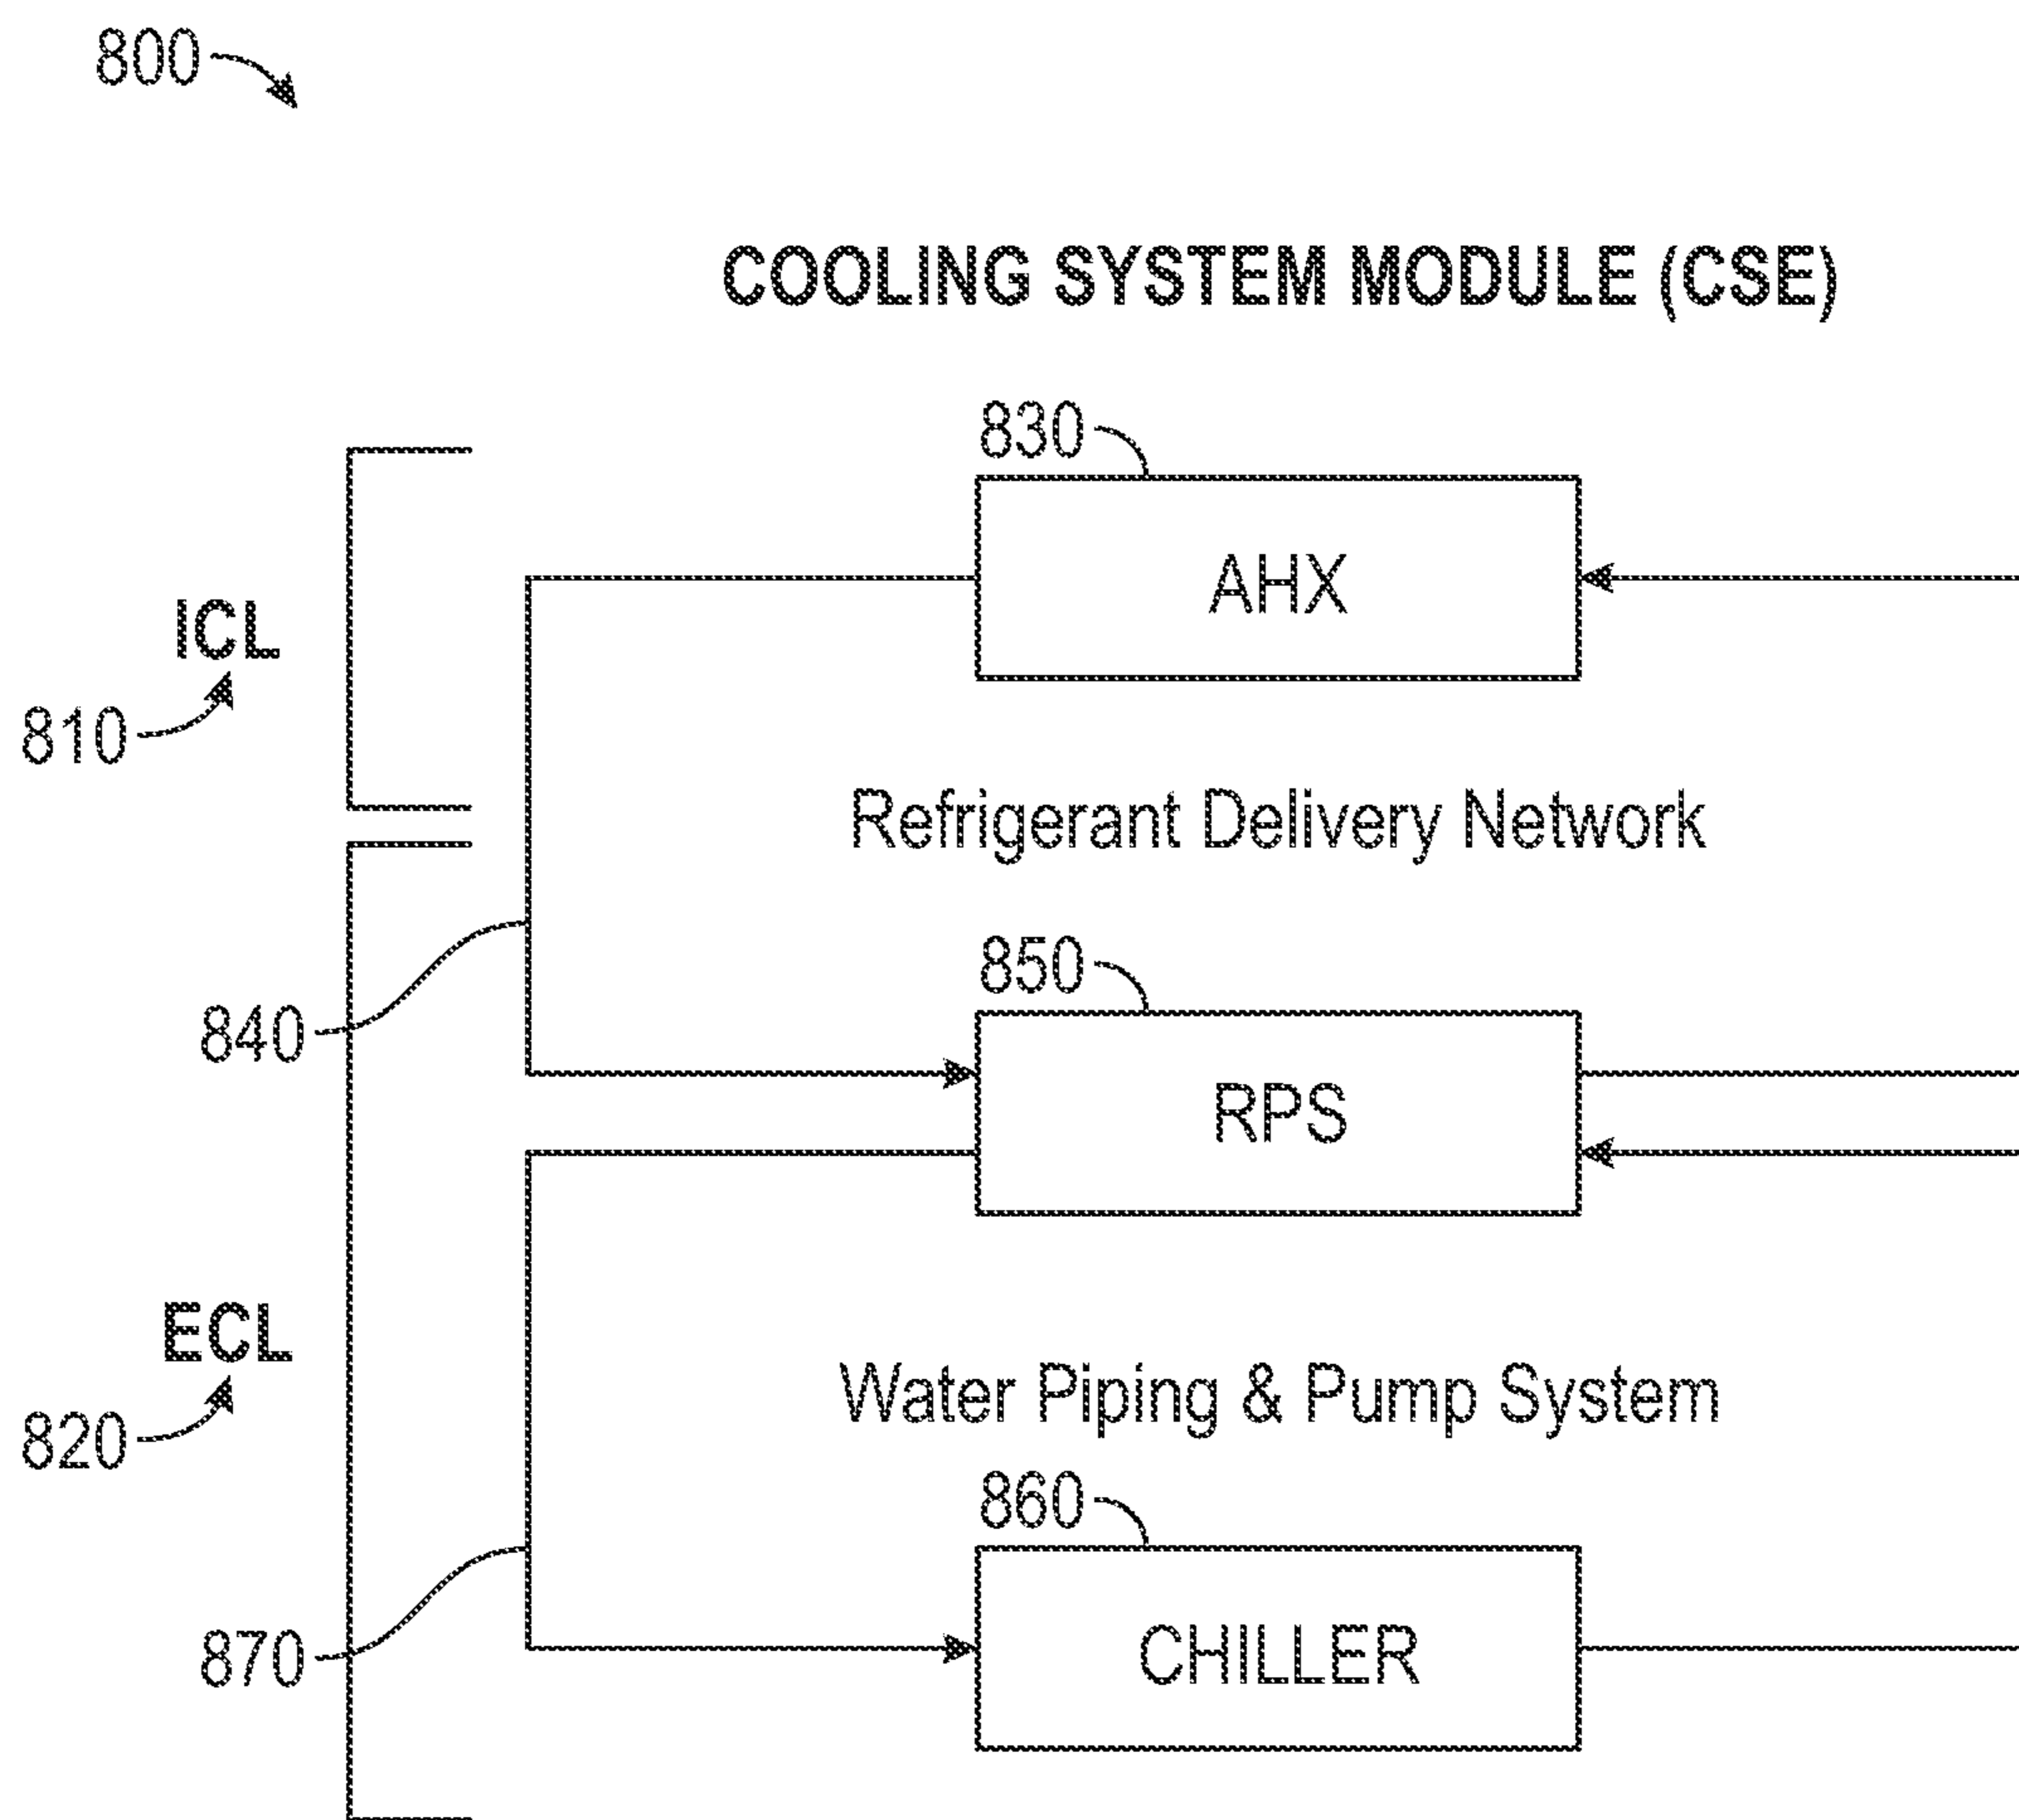 800
COOLING SYSTEM MODULE (CSE)
830
AHX
ICL
810
Refrigerant Delivery Network
850
840
RPS
ECL
820
Water Piping & Pump System
860
870
CHILLER